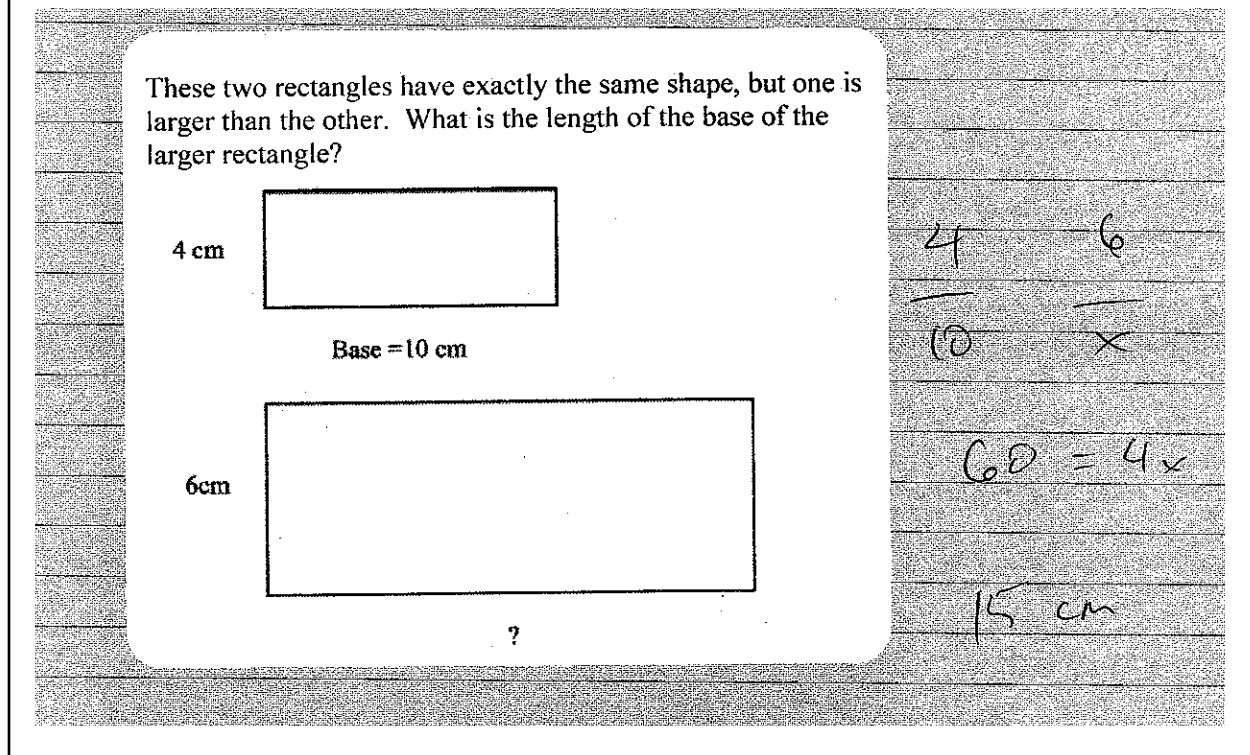 These two rectangles have exactly the same shape, but one is
larger than the other. What is the length of the base of the
larger rectangle?
4 cm
Base =10 cm
6cm
?
4 6
10 x
60 = 4x
15 cm